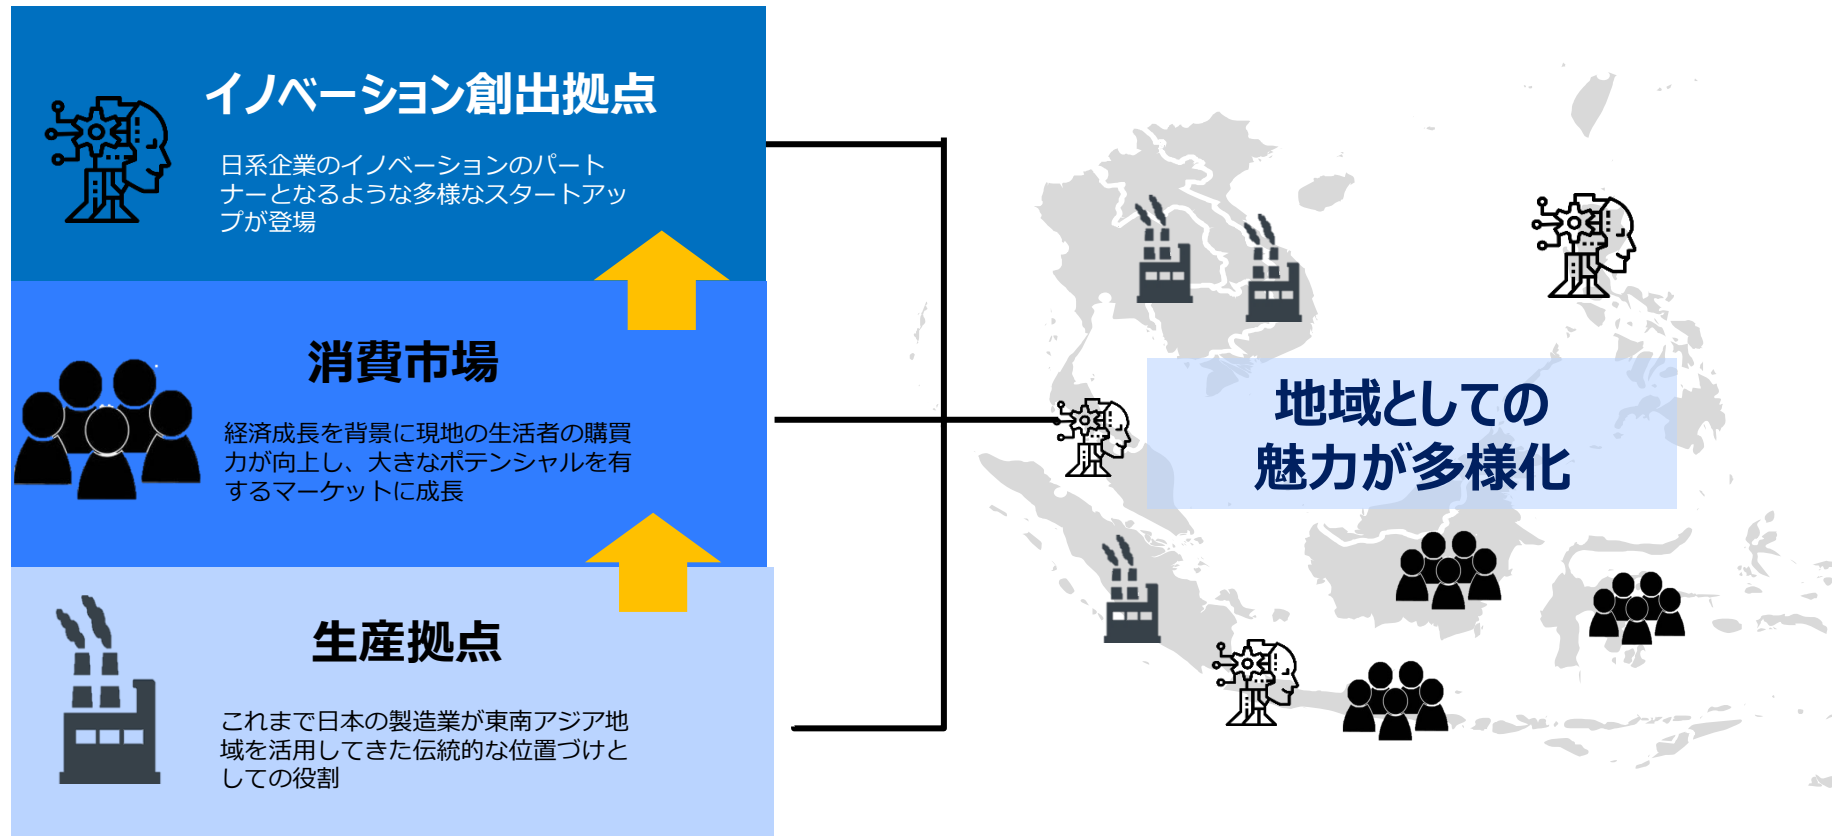 イノベーション創出拠点
日系企業のイノベーションのパート
ナーとなるような多様なスタートアッ
プが登場
消費市場
経済成長を背景に現地の生活者の購買
力が向上し、大きなポテンシャルを有
するマーケットに成長
生産拠点
これまで日本の製造業が東南アジア地
域を活用してきた伝統的な位置づけと
しての役割
地域としての
魅力が多様化